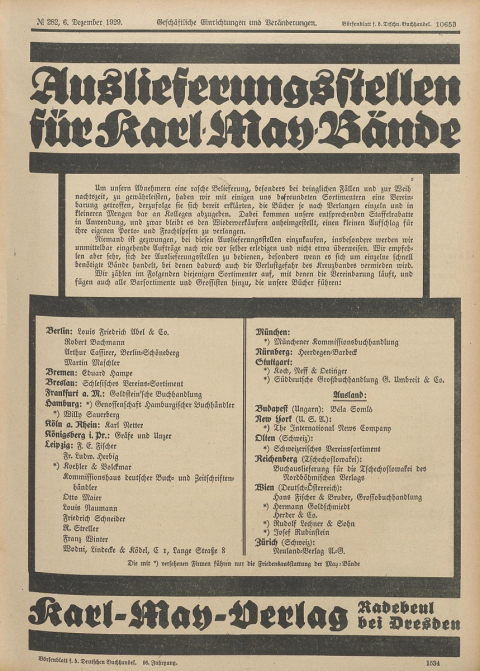 № 282, 6. Dezember 1929. Geschäftliche Einrichtungen und Veränderungen. Börsenblatt f. d. Dtschn. Buchhandel. 10653
Auslieferungsstellen
für Karl-May-Bände
Um unsern Abnehmern eine rasche Belieferung, besonders bei dringlichen Fällen und zur Weih
nachtszeit, zu gewährleisten, haben wir mit einigen uns befreundeten Sortimentern eine Verein-
barung getroffen, derzufolge sie sich bereit erklärten, die Bücher je nach Verlangen einzeln und in
kleineren Mengen dar an Kollegen abzugeben. Dabei kommen unsere entsprechenden Staffelrabatte
in Anwendung, und zwar bleibt es den Wiederverkäufern anheimgestellt, einen kleinen Aufschlag für
ihre eigenen Porto- und Frachtspesen zu verlangen.
Niemand ist gezwungen, bei diesen Auslieferungsstellen einzukaufen, insbesondere werden wir
unmittelbar eingehende Aufträge nach wie vor selber erledigen und nicht etwa überweisen. Wir empfeh-
len aber sehr, sich der Auslieferungsstellen zu bedienen, besonders wenn es sich um einzelne schnell
benötigte Bände handelt, bei denen dadurch auch die Verlustgefahr des Kreuzbandes vermieden wird.
Wir zählen im Folgenden diejenigen Sortimenter auf, mit denen die Vereinbarung läuft, und
fügen auch alle Barsortimente und Grossisten hinzu, die unsere Bücher führen:
Berlin: Louis Friedrich Abel & Co.
Robert Bachmann
Arthur Cassirer, Berlin-Schöneberg
Martin Maschler
Bremen: Eduard Hampe
Breslau: Schlesisches Vereins-Sortiment
Frankfurt a. M.: Goldstein'sche Buchhandlung
Hamburg: *) Genossenschaft Hamburgischer Buchhändler
*) Willy Sauerberg
Köln a. Rhein: Karl Retter
Königsberg i. Pr.: Gräfe und Unzer
Leipzig: F. E. Fischer
Fr. Ludw. Herbig
*) Koehler & Volckmar
Kommissionshaus deutscher Buch- und Zeitschriften-
händler
Otto Maier
Louis Naumann
Friedrich Schneider
R. Streller
Franz Winter
Wodni, Lindecke & Ködel, C 1, Lange Straße 8
München:
*) Münchener Kommissionsbuchhandlung
Nürnberg: Heerdegen-Barbeck
Stuttgart:
*) Koch, Neff & Oetinger
*) Süddeutsche Großbuchhandlung G. Umbreit & Co.
Ausland:
Budapest (Ungarn): Béla Somló
New York (U. S. A.):
*) The International News Company
Olten (Schweiz):
*) Schweizerisches Vereinssortiment
Reichenberg (Tschechoslowakei):
Buchauslieferung für die Tschechoslowakei des
Nordböhmischen Verlags
Wien (Deutsch-Österreich):
Hans Fischer & Bruder, Grossobuchhandlung
*) Hermann Goldschmiedt
Herder & Co.
*) Rudolf Lechner & Sohn
*) Josef Rubinstein
Zürich (Schweiz):
Neuland-Verlag A.-G.
Die mit *) versehenen Firmen führen nur die Friedensausstattung der May-Bände
Karl-May-Verlag Radebeul
bei Dresden
Börsenblatt f. d. Deutschen Buchhandel. 96. Jahrgang. 1534